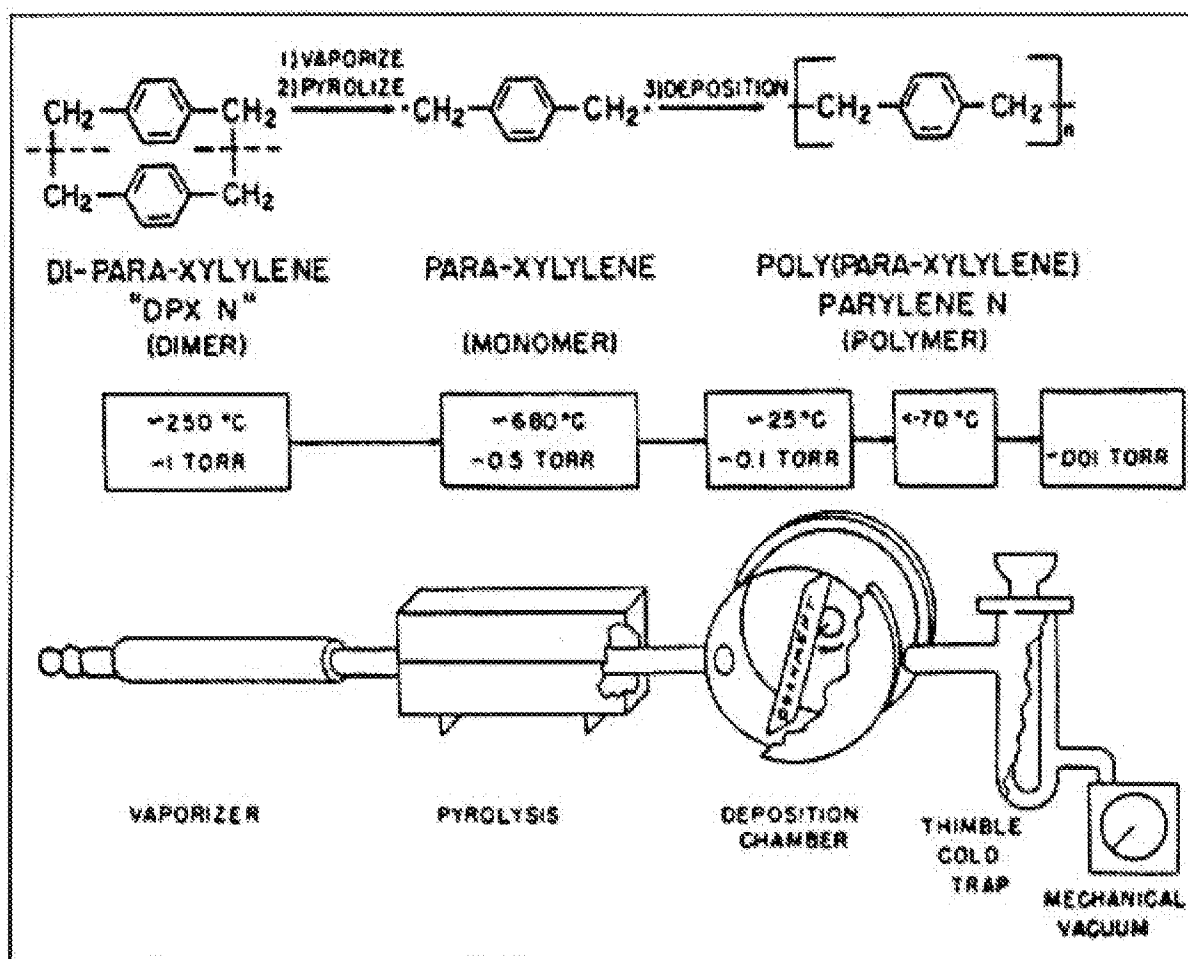 1) VAPORIZE
2) PYROLIZE
3) DEPOSITION
CH2 CH2
·CH2 CH2·
CH2 CH2
n
CH2 CH2
DI-PARA-XYLYLENE
"DPX N"
(DIMER)
PARA-XYLYLENE
(MONOMER)
POLY(PARA-XYLYLENE)
PARYLENE N
(POLYMER)
~250 °C
~1 TORR
~680 °C
~0.5 TORR
~25 °C
~0.1 TORR
<-70 °C
~.001 TORR
VAPORIZER
PYROLYSIS
DEPOSITION
CHAMBER
THIMBLE
COLD
TRAP
MECHANICAL
VACUUM